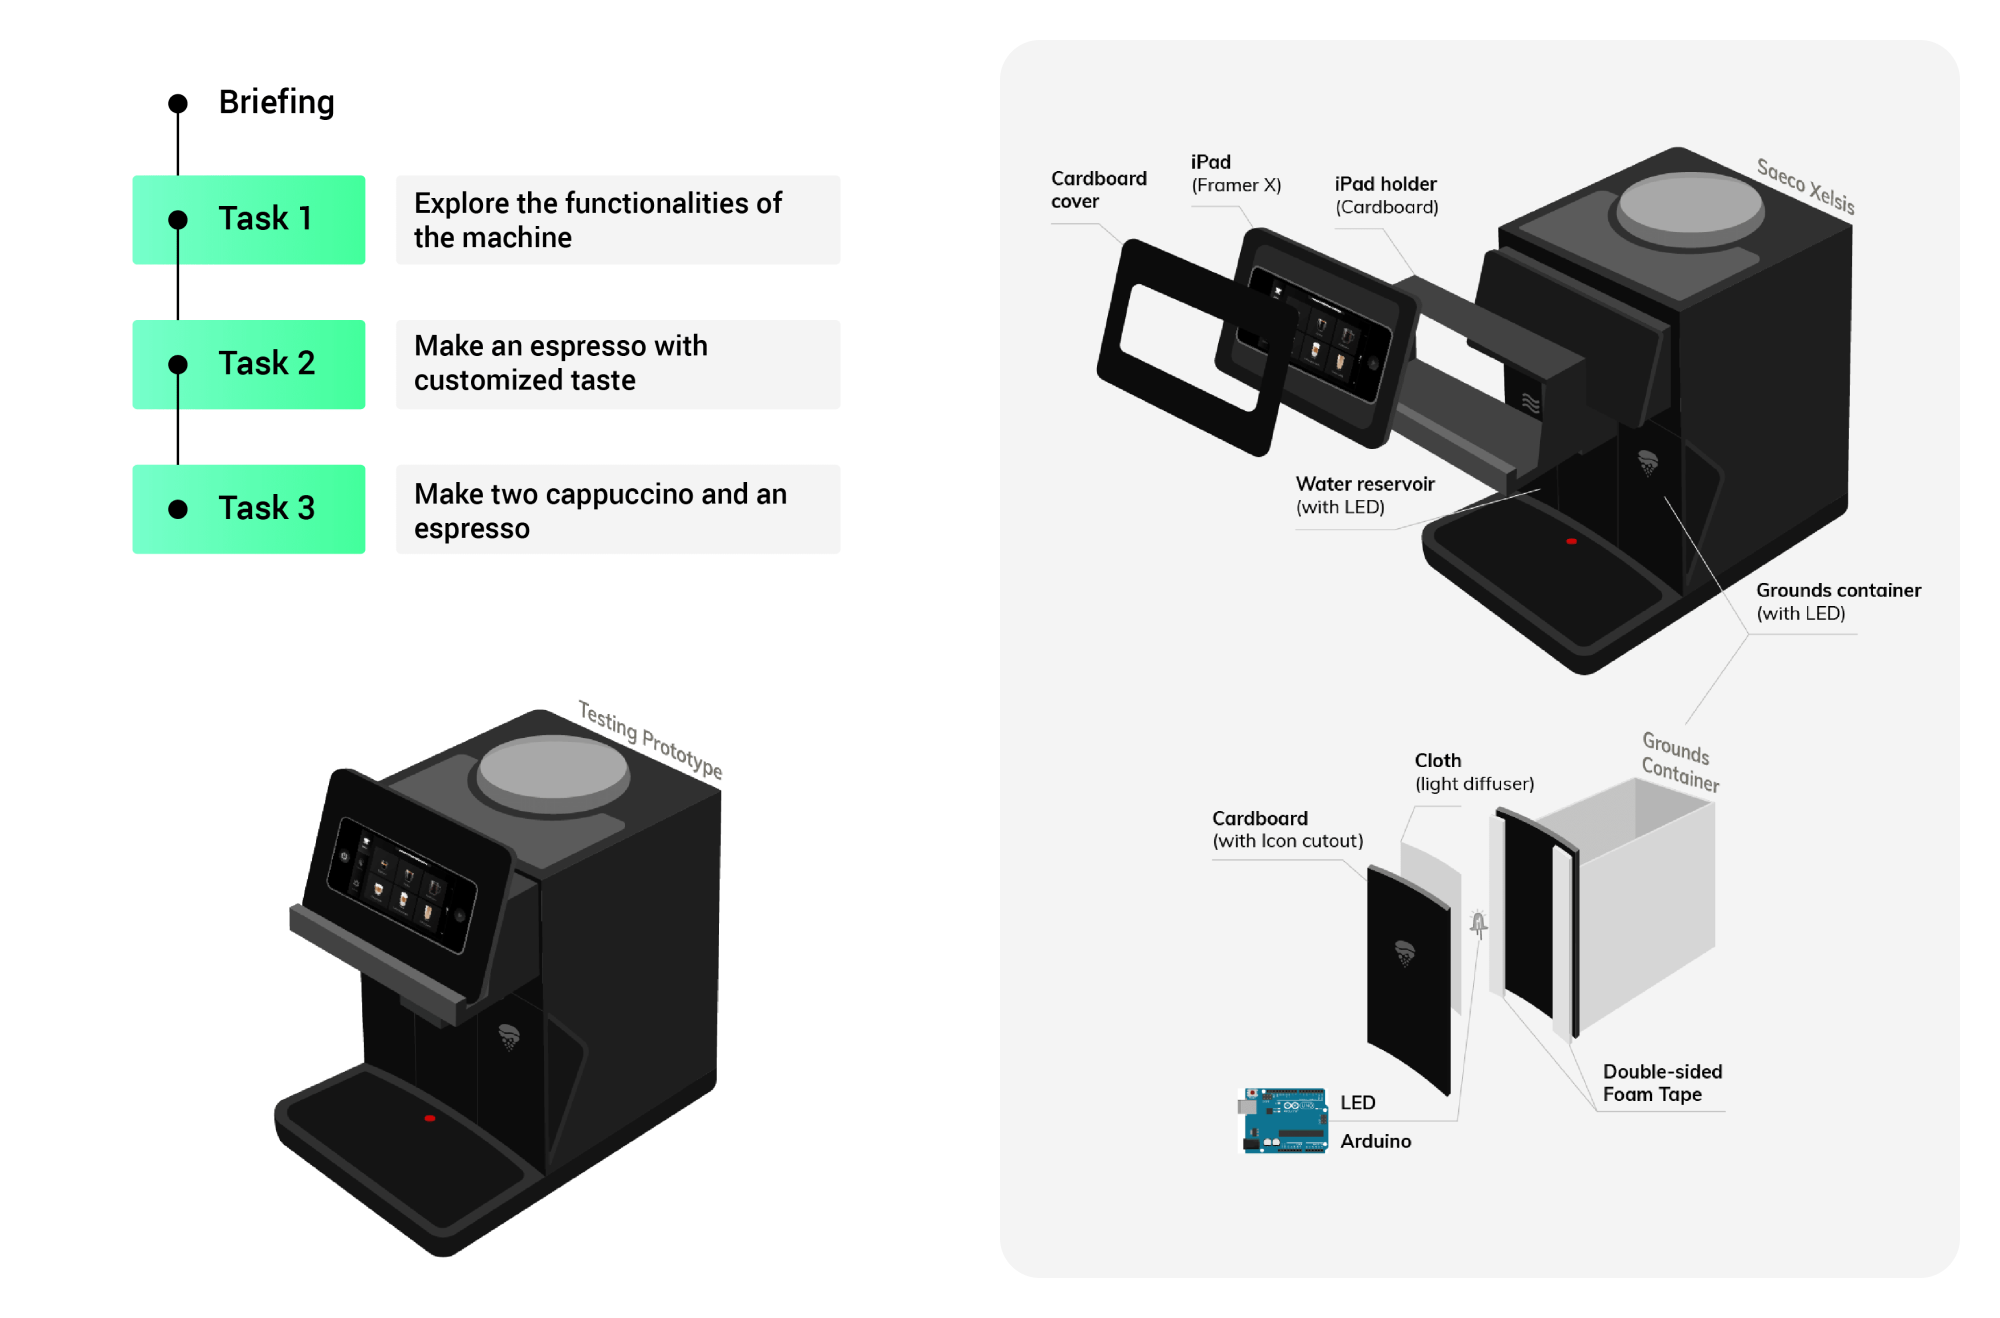 Briefing
Task 1
Explore the functionalities of
the machine
Task 2
Make an espresso with
customized taste
Task 3
Make two cappuccino and an
espresso
Testing Prototype
Cardboard
cover
iPad
(Framer X)
iPad holder
(Cardboard)
Saeco Xelsis
Water reservoir
(with LED)
Grounds container
(with LED)
Grounds
Container
Cloth
(light diffuser)
Cardboard
(with Icon cutout)
Double-sided
Foam Tape
LED
Arduino